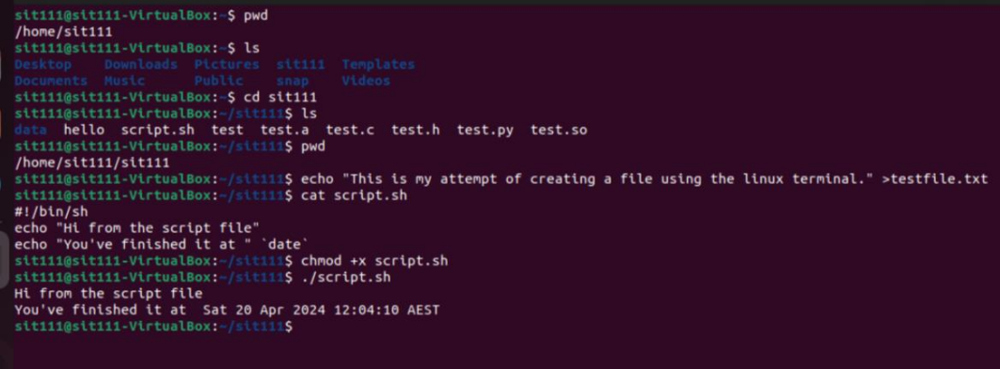 sit111@sit111-VirtualBox:~$ pwd
/home/sit111
sit111@sit111-VirtualBox:~$ ls
Desktop    Downloads  Pictures  sit111  Templates
Documents  Music      Public    snap    Videos
sit111@sit111-VirtualBox:~$ cd sit111
sit111@sit111-VirtualBox:~/sit111$ ls
data  hello  script.sh  test  test.a  test.c  test.h  test.py  test.so
sit111@sit111-VirtualBox:~/sit111$ pwd
/home/sit111/sit111
sit111@sit111-VirtualBox:~/sit111$ echo "This is my attempt of creating a file using the linux terminal." >testfile.txt
sit111@sit111-VirtualBox:~/sit111$ cat script.sh
#!/bin/sh
echo "Hi from the script file"
echo "You've finished it at " `date`
sit111@sit111-VirtualBox:~/sit111$ chmod +x script.sh
sit111@sit111-VirtualBox:~/sit111$ ./script.sh
Hi from the script file
You've finished it at  Sat 20 Apr 2024 12:04:10 AEST
sit111@sit111-VirtualBox:~/sit111$